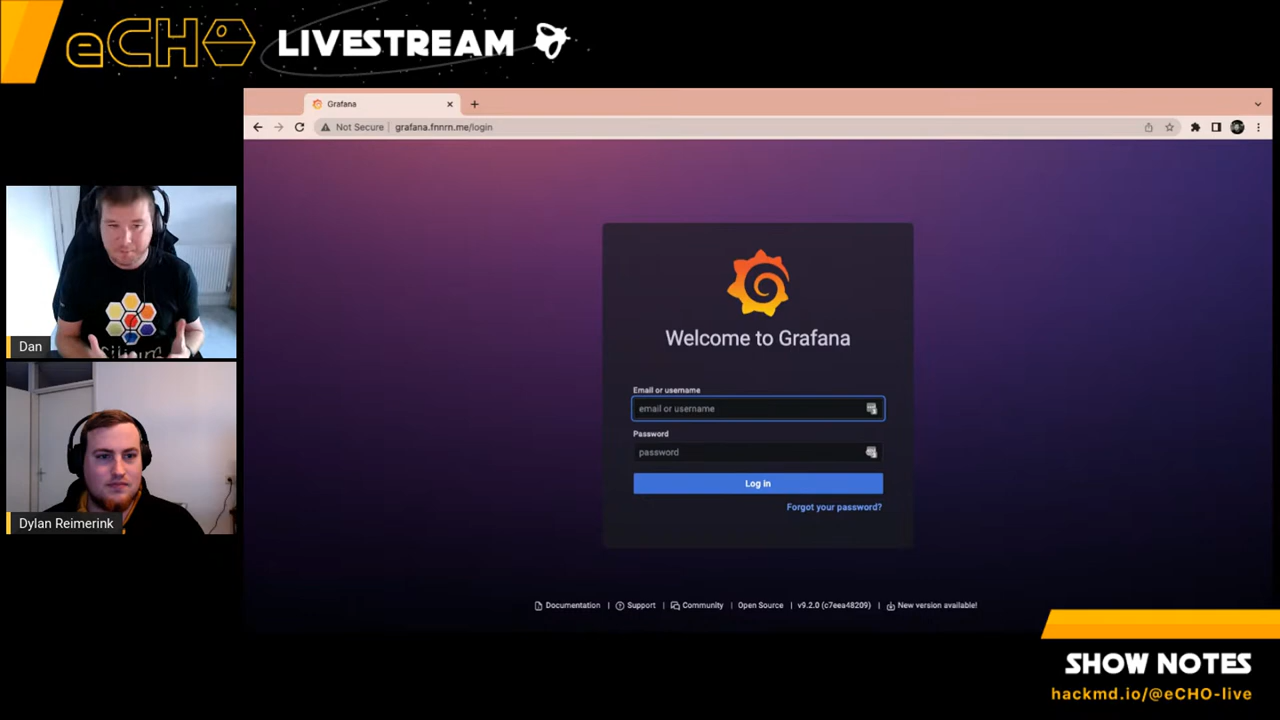 eCHO LIVESTREAM
Grafana
Not Secure grafana.fnnrn.me/login
Dan
Dylan Reimerink
Welcome to Grafana
Email or username
email or username
Password
password
Log in
Forgot your password?
Documentation | Support | Community | Open Source | v9.2.0 (c7eea48209) | New version available!
SHOW NOTES
hackmd.io/@eCHO-live